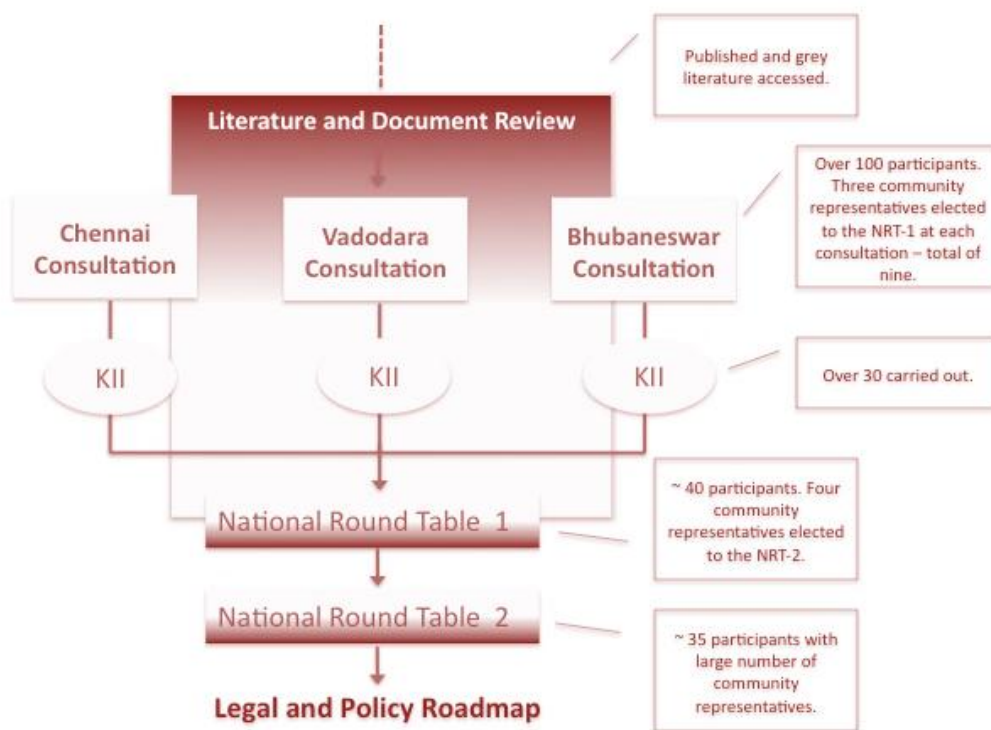 Published and grey
literature accessed.
Literature and Document Review
Over 100 participants.
Three community
representatives elected
to the NRT-1 at each
consultation – total of
nine.
Chennai
Consultation
Vadodara
Consultation
Bhubaneswar
Consultation
KII
KII
KII
Over 30 carried out.
~ 40 participants. Four
community
representatives elected
to the NRT-2.
National Round Table 1
National Round Table 2
~ 35 participants with
large number of
community
representatives.
Legal and Policy Roadmap